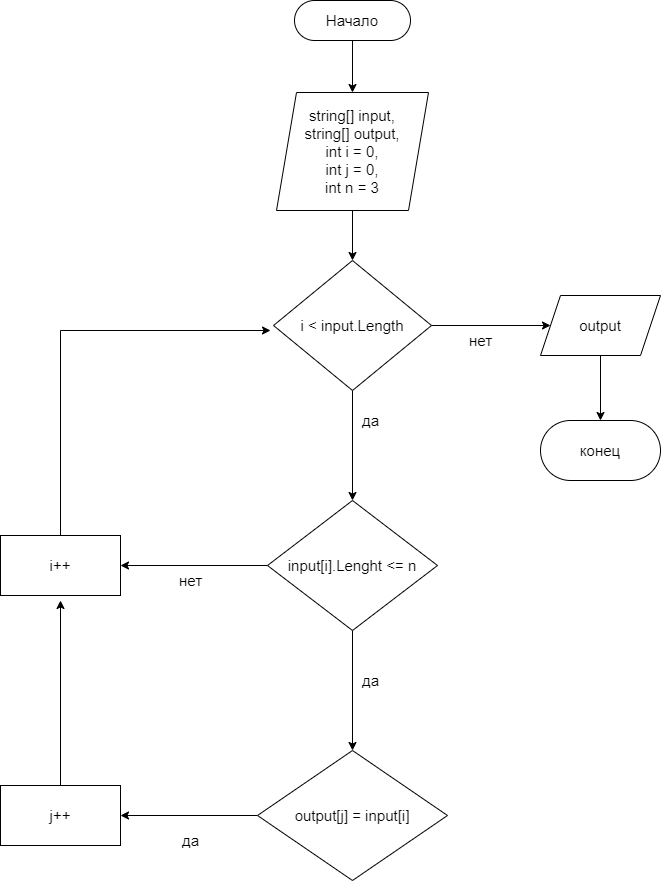 Начало
string[] input,
string[] output,
int i = 0,
int j = 0,
int n = 3
i < input.Length
нет
output
да
конец
i++
нет
input[i].Lenght <= n
да
j++
да
output[j] = input[i]